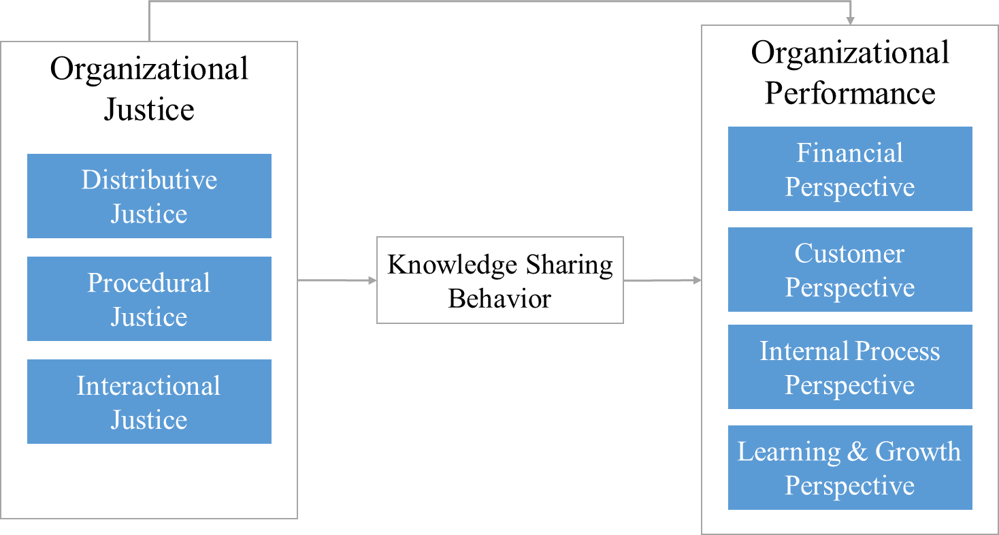 Organizational
Justice
Distributive
Justice
Procedural
Justice
Interactional
Justice
Knowledge Sharing
Behavior
Organizational
Performance
Financial
Perspective
Customer
Perspective
Internal Process
Perspective
Learning & Growth
Perspective